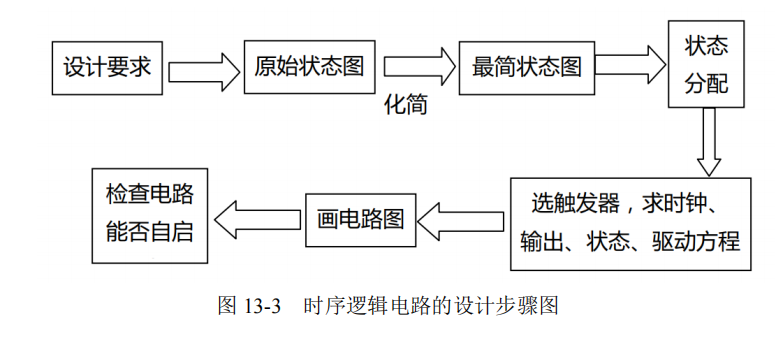 设计要求
原始状态图
化简
最简状态图
状态
分配
选触发器，求时钟、
输出、状态、驱动方程
画电路图
检查电路
能否自启
图 13-3 时序逻辑电路的设计步骤图